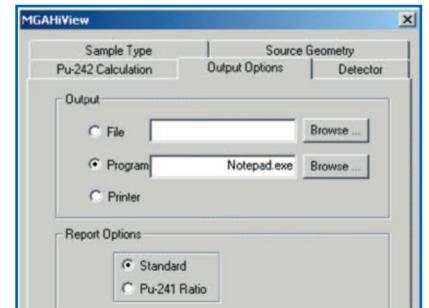 MGAHiView
Sample Type Source Geometry
Pu-242 Calculation Output Options Detector
Output
File Browse ...
Program Notepad.exe Browse ...
Printer
Report Options
Standard
Pu-241 Ratio